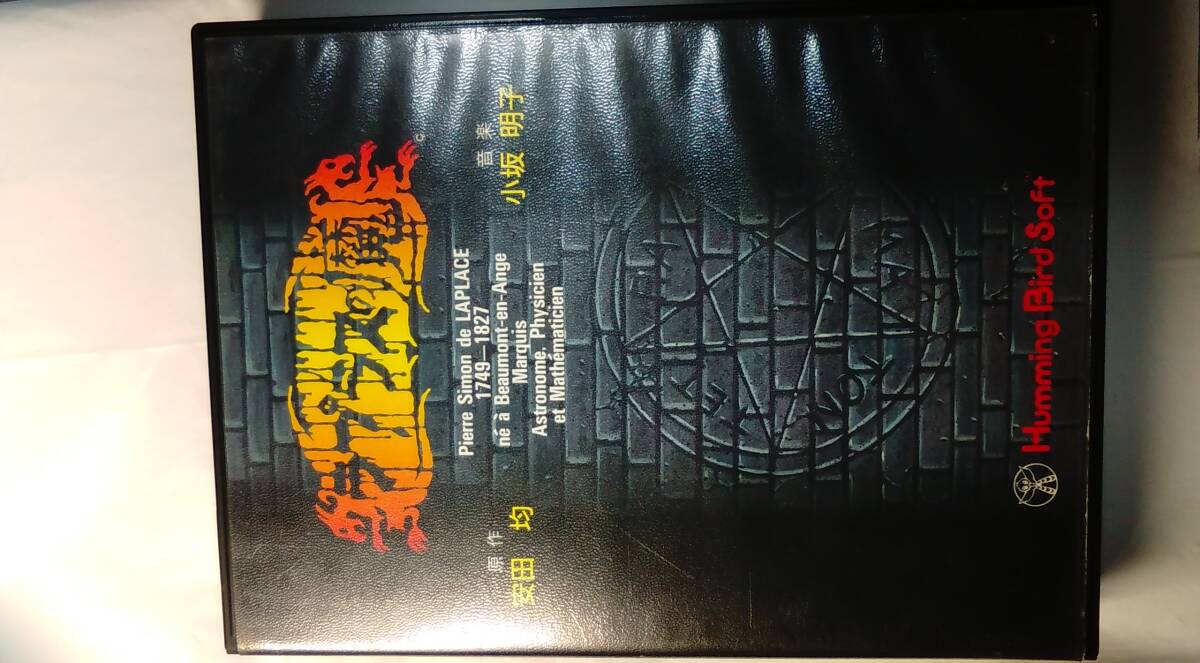 ラプラスの魔
©
Pierre Simon de LAPLACE
1749–1827
né à Beaumont-en-Ange
Marquis
Astronome, Physicien
et Mathématicien
原作
安田 均
音楽
小坂 明子
Humming Bird Soft